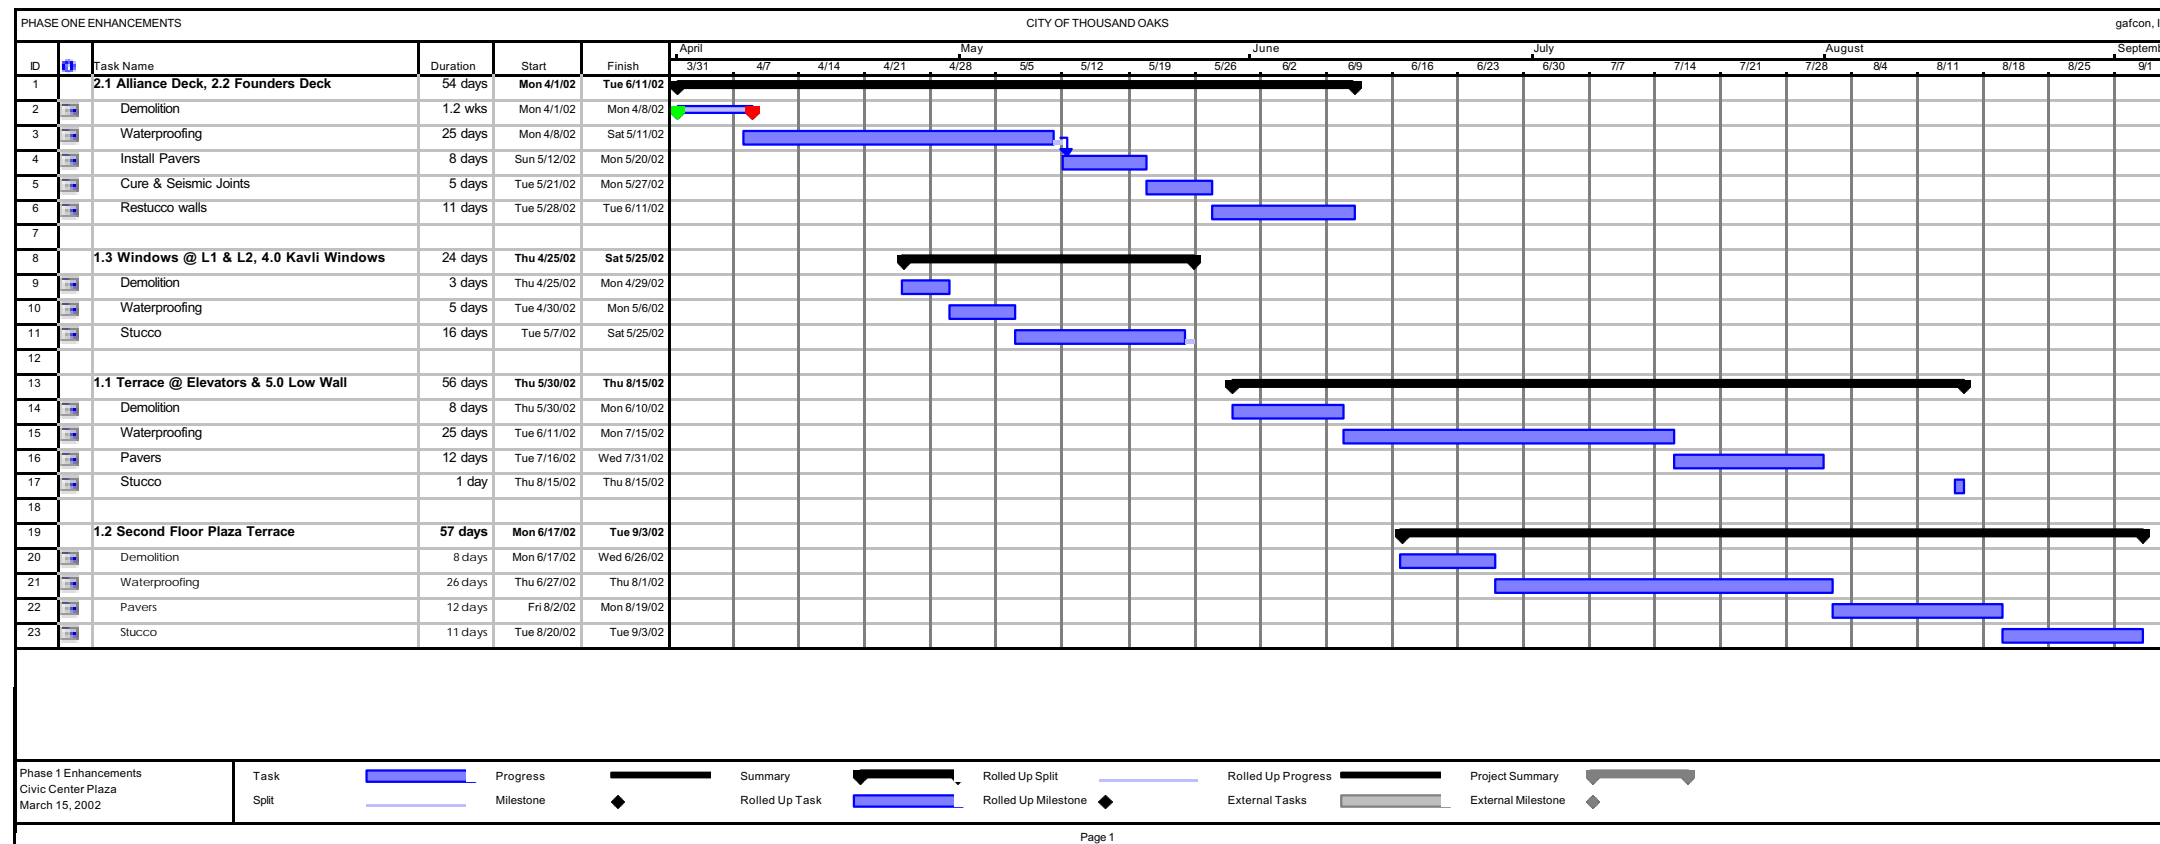 PHASE ONE ENHANCEMENTS CITY OF THOUSAND OAKS gafcon, I
April May June July August Septemb
ID Task Name Duration Start Finish 3/31 4/7 4/14 4/21 4/28 5/5 5/12 5/19 5/26 6/2 6/9 6/16 6/23 6/30 7/7 7/14 7/21 7/28 8/4 8/11 8/18 8/25 9/1
1 2.1 Alliance Deck, 2.2 Founders Deck 54 days Mon 4/1/02 Tue 6/11/02
2 Demolition 1.2 wks Mon 4/1/02 Mon 4/8/02
3 Waterproofing 25 days Mon 4/8/02 Sat 5/11/02
4 Install Pavers 8 days Sun 5/12/02 Mon 5/20/02
5 Cure & Seismic Joints 5 days Tue 5/21/02 Mon 5/27/02
6 Restucco walls 11 days Tue 5/28/02 Tue 6/11/02
7
8 1.3 Windows @ L1 & L2, 4.0 Kavli Windows 24 days Thu 4/25/02 Sat 5/25/02
9 Demolition 3 days Thu 4/25/02 Mon 4/29/02
10 Waterproofing 5 days Tue 4/30/02 Mon 5/6/02
11 Stucco 16 days Tue 5/7/02 Sat 5/25/02
12
13 1.1 Terrace @ Elevators & 5.0 Low Wall 56 days Thu 5/30/02 Thu 8/15/02
14 Demolition 8 days Thu 5/30/02 Mon 6/10/02
15 Waterproofing 25 days Tue 6/11/02 Mon 7/15/02
16 Pavers 12 days Tue 7/16/02 Wed 7/31/02
17 Stucco 1 day Thu 8/15/02 Thu 8/15/02
18
19 1.2 Second Floor Plaza Terrace 57 days Mon 6/17/02 Tue 9/3/02
20 Demolition 8 days Mon 6/17/02 Wed 6/26/02
21 Waterproofing 26 days Thu 6/27/02 Thu 8/1/02
22 Pavers 12 days Fri 8/2/02 Mon 8/19/02
23 Stucco 11 days Tue 8/20/02 Tue 9/3/02
Phase 1 Enhancements
Civic Center Plaza
March 15, 2002
Task Progress Summary Rolled Up Split Rolled Up Progress Project Summary
Split Milestone Rolled Up Task Rolled Up Milestone External Tasks External Milestone
Page 1